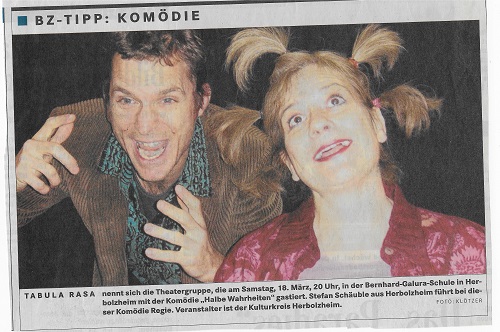 BZ-TIPP: KOMÖDIE
TABULA RASA nennt sich die Theatergruppe, die am Samstag, 18. März, 20 Uhr, in der Bernhard-Galura-Schule in Her-
bolzheim mit der Komödie „Halbe Wahrheiten" gastiert. Stefan Schäuble aus Herbolzheim führt bei die-
ser Komödie Regie. Veranstalter ist der Kulturkreis Herbolzheim. FOTO: KLÖTZER